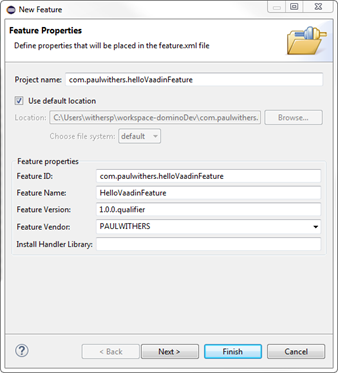 New Feature
Feature Properties
Define properties that will be placed in the feature.xml file
Project name: com.paulwithers.helloVaadinFeature
Use default location
Location: C:\Users\withersp\workspace-dominoDev\com.paulwithers. Browse...
Choose file system: default
Feature properties
Feature ID: com.paulwithers.helloVaadinFeature
Feature Name: HelloVaadinFeature
Feature Version: 1.0.0.qualifier
Feature Vendor: PAULWITHERS
Install Handler Library:
? < Back Next > Finish Cancel